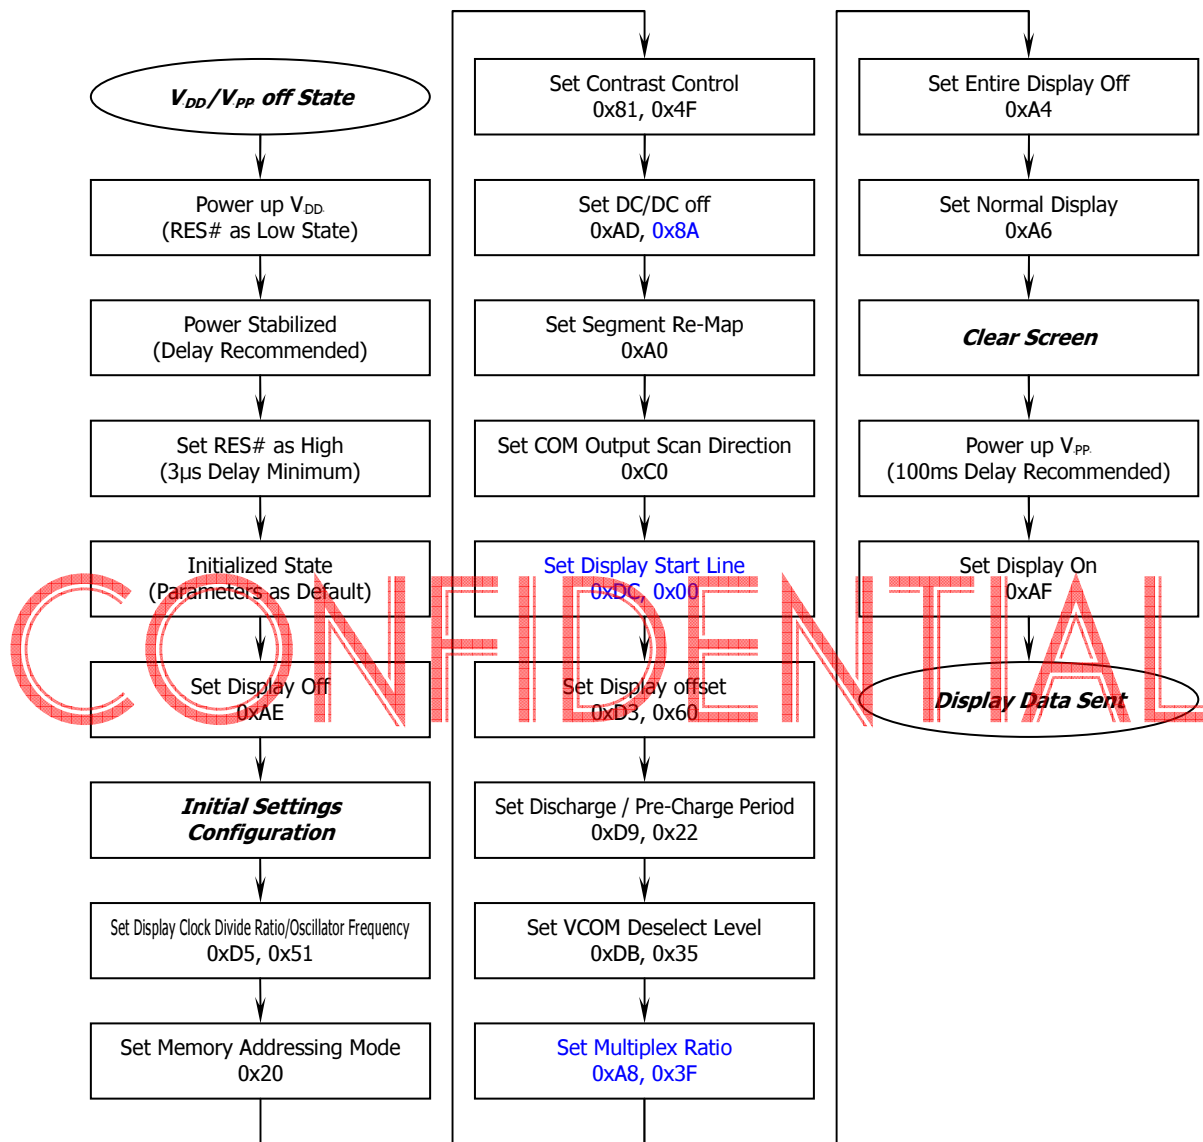 V.DD/V.PP off State
Power up V.DD.
(RES# as Low State)
Power Stabilized
(Delay Recommended)
Set RES# as High
(3µs Delay Minimum)
Initialized State
(Parameters as Default)
Set Display Off
0xAE
Initial Settings
Configuration
Set Display Clock Divide Ratio/Oscillator Frequency
0xD5, 0x51
Set Memory Addressing Mode
0x20
Set Contrast Control
0x81, 0x4F
Set DC/DC off
0xAD, 0x8A
Set Segment Re-Map
0xA0
Set COM Output Scan Direction
0xC0
Set Display Start Line
0xDC, 0x00
Set Display offset
0xD3, 0x60
Set Discharge / Pre-Charge Period
0xD9, 0x22
Set VCOM Deselect Level
0xDB, 0x35
Set Multiplex Ratio
0xA8, 0x3F
Set Entire Display Off
0xA4
Set Normal Display
0xA6
Clear Screen
Power up V.PP.
(100ms Delay Recommended)
Set Display On
0xAF
Display Data Sent
CONFIDENTIAL